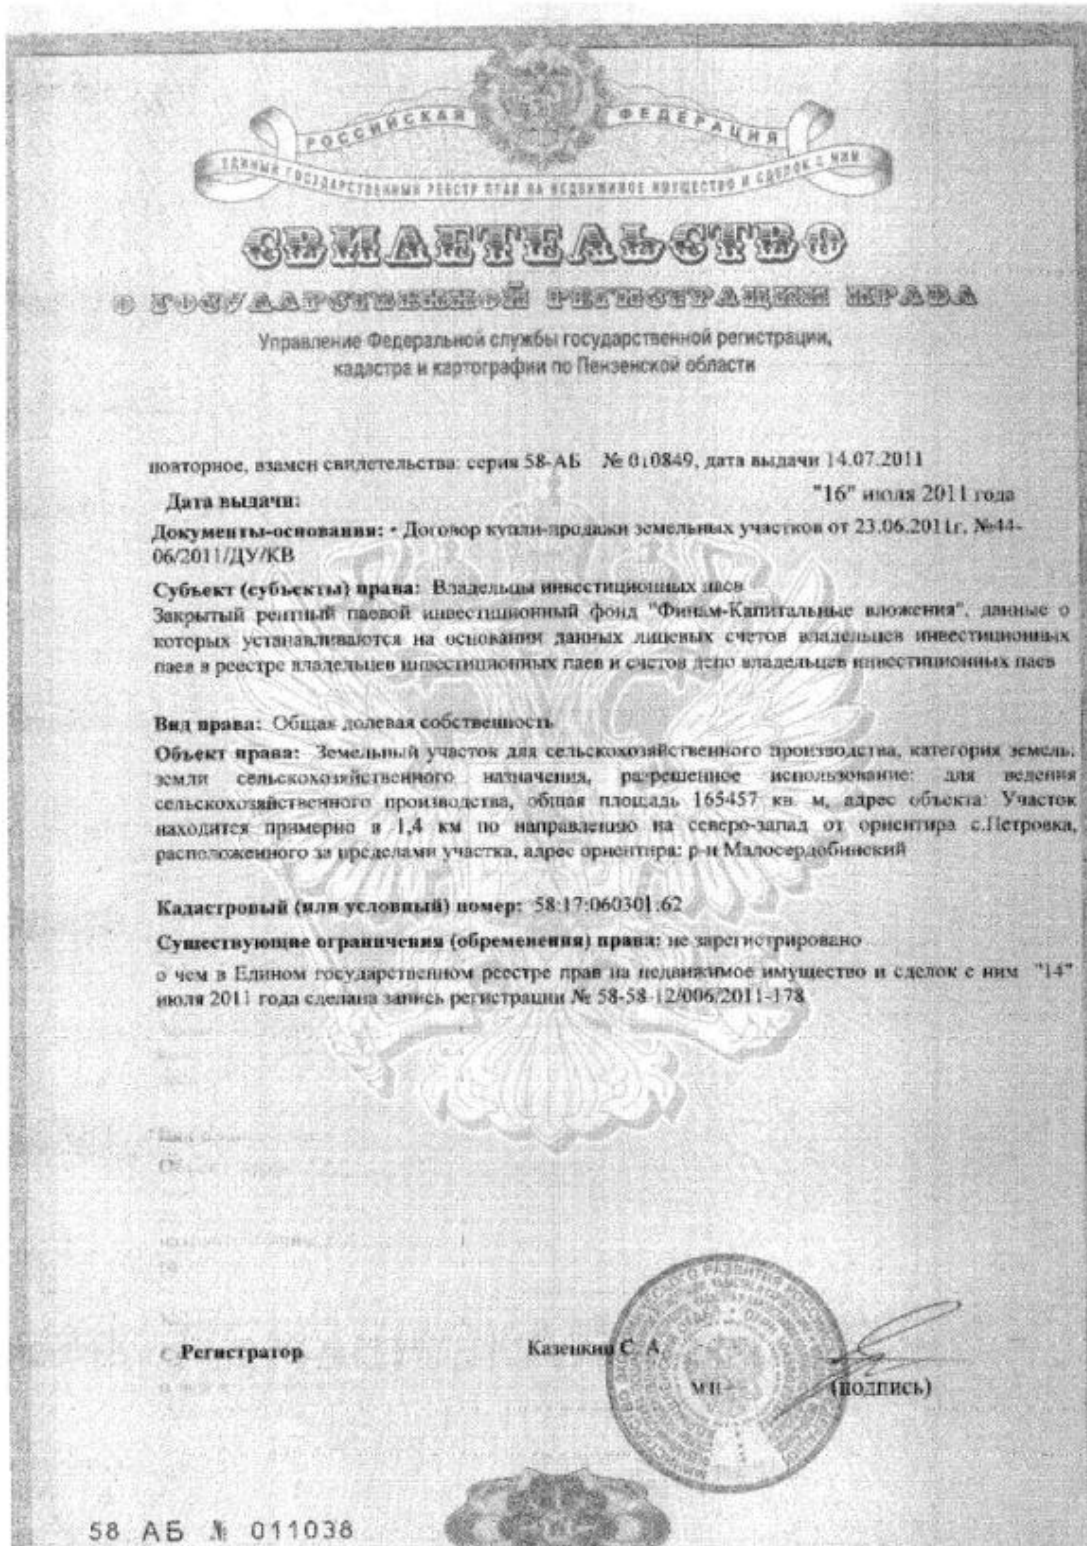 РОССИЙСКАЯ ФЕДЕРАЦИЯ
ЕДИНЫЙ ГОСУДАРСТВЕННЫЙ РЕЕСТР ПРАВ НА НЕДВИЖИМОЕ ИМУЩЕСТВО И СДЕЛОК С НИМ
СВИДЕТЕЛЬСТВО
О ГОСУДАРСТВЕННОЙ РЕГИСТРАЦИИ ПРАВА
Управление Федеральной службы государственной регистрации,
кадастра и картографии по Пензенской области
повторное, взамен свидетельства: серия 58-АБ № 010849, дата выдачи 14.07.2011
Дата выдачи: "16" июля 2011 года
Документы-основания: • Договор купли-продажи земельных участков от 23.06.2011г. №44-
06/2011/ДУ/КВ
Субъект (субъекты) права: Владельцы инвестиционных паев
Закрытый рентный паевой инвестиционный фонд "Финам-Капитальные вложения", данные о
которых устанавливаются на основании данных лицевых счетов владельцев инвестиционных
паев в реестре владельцев инвестиционных паев и счетов депо владельцев инвестиционных паев
Вид права: Общая долевая собственность
Объект права: Земельный участок для сельскохозяйственного производства, категория земель:
земли сельскохозяйственного назначения, разрешенное использование: для ведения
сельскохозяйственного производства, общая площадь 165457 кв. м, адрес объекта: Участок
находится примерно в 1,4 км по направлению на северо-запад от ориентира с.Петровка,
расположенного за пределами участка, адрес ориентира: р-н Малосердобинский
Кадастровый (или условный) номер: 58:17:060301:62
Существующие ограничения (обременения) права: не зарегистрировано
о чем в Едином государственном реестре прав на недвижимое имущество и сделок с ним "14"
июля 2011 года сделана запись регистрации № 58-58-12/006/2011-178
Регистратор Казенкин С. А.
М.П. (подпись)
58 АБ № 011038